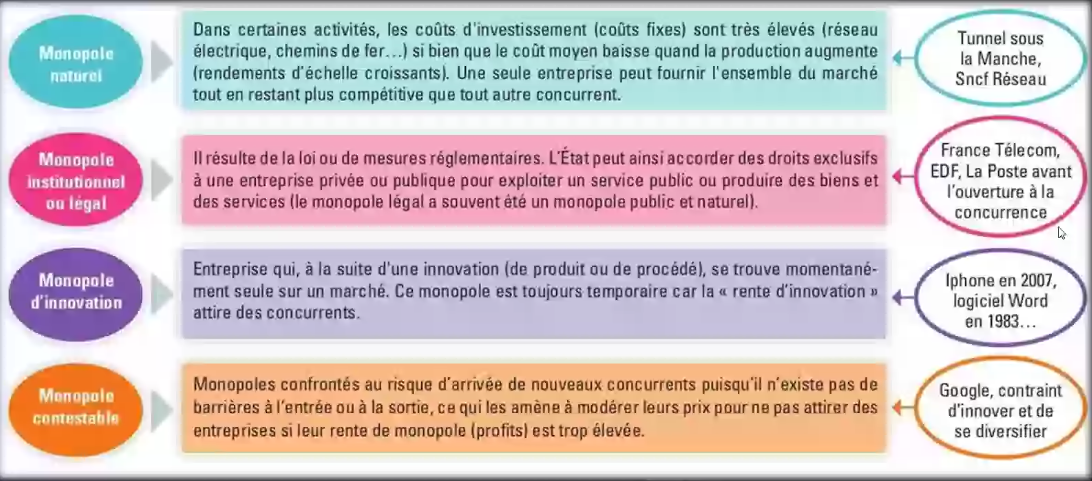 Monopole
naturel
Dans certaines activités, les coûts d'investissement (coûts fixes) sont très élevés (réseau
électrique, chemins de fer…) si bien que le coût moyen baisse quand la production augmente
(rendements d'échelle croissants). Une seule entreprise peut fournir l'ensemble du marché
tout en restant plus compétitive que tout autre concurrent.
Tunnel sous
la Manche,
Sncf Réseau
Monopole
institutionnel
ou légal
Il résulte de la loi ou de mesures réglementaires. L'État peut ainsi accorder des droits exclusifs
à une entreprise privée ou publique pour exploiter un service public ou produire des biens et
des services (le monopole légal a souvent été un monopole public et naturel).
France Télecom,
EDF, La Poste avant
l'ouverture à la
concurrence
Monopole
d'innovation
Entreprise qui, à la suite d'une innovation (de produit ou de procédé), se trouve momentané-
ment seule sur un marché. Ce monopole est toujours temporaire car la « rente d'innovation »
attire des concurrents.
Iphone en 2007,
logiciel Word
en 1983…
Monopole
contestable
Monopoles confrontés au risque d'arrivée de nouveaux concurrents puisqu'il n'existe pas de
barrières à l'entrée ou à la sortie, ce qui les amène à modérer leurs prix pour ne pas attirer des
entreprises si leur rente de monopole (profits) est trop élevée.
Google, contraint
d'innover et de
se diversifier